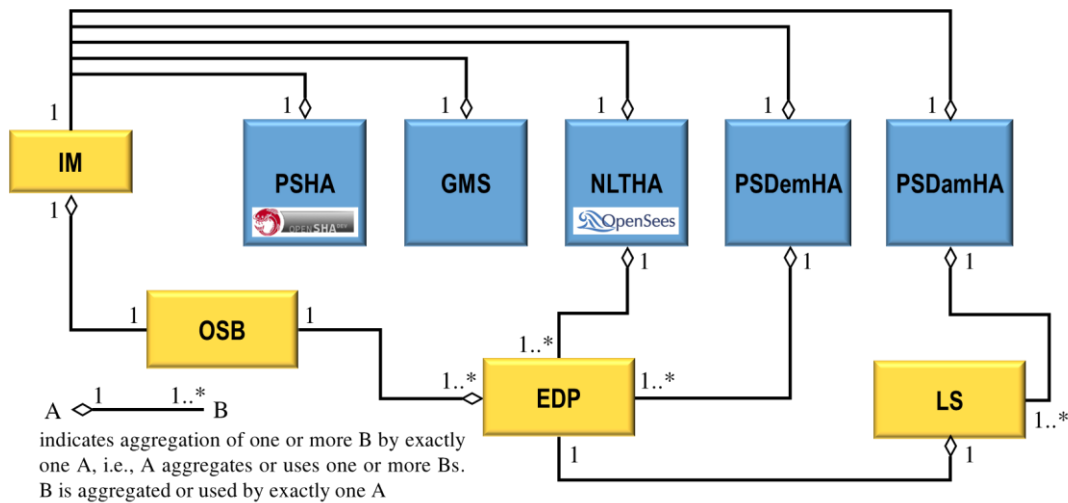 1 1 1 1 1 1
IM PSHA GMS NLTHA PSDemHA PSDamHA
OPENSHA OpenSees
1 1 1 1
1 OSB 1
1..*
1..* EDP 1..*
LS
1..*
A 1 1..* B
1 1
indicates aggregation of one or more B by exactly
one A, i.e., A aggregates or uses one or more Bs.
B is aggregated or used by exactly one A